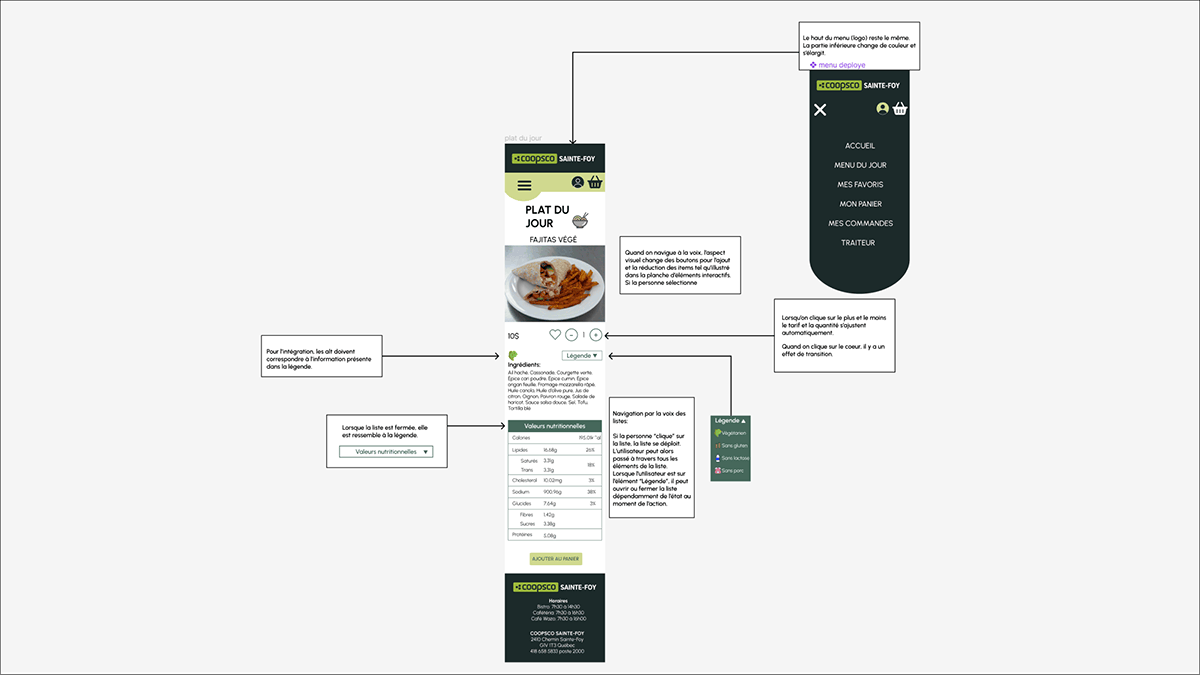 Le haut du menu (logo) reste le même.
La partie inférieure change de couleur et
s'élargit.
menu deploye
coopsco SAINTE-FOY
ACCUEIL
MENU DU JOUR
MES FAVORIS
MON PANIER
MES COMMANDES
TRAITEUR
plat du jour
coopsco SAINTE-FOY
PLAT DU
JOUR
FAJITAS VÉGÉ
Quand on navigue à la voix, l'aspect
visuel change des boutons pour l'ajout
et la réduction des items tel qu'illustré
dans la planche d'éléments interactifs.
Si la personne sélectionne
10$
1
Lorsqu'on clique sur le plus et le moins
le tarif et la quantité s'ajustent
automatiquement.
Quand on clique sur le coeur, il y a un
effet de transition.
Pour l'intégration, les alt doivent
correspondre à l'information présente
dans la légende.
Légende ▼
Ingrédients:
Ail haché, Cassonade, Courgette verte,
Épice cari poudre, Épice cumin, Épice
origan feuille, Fromage mozzarella râpé,
Huile canola, Huile d'olive pure, Jus de
citron, Oignon, Poivron rouge, Salade de
haricot, Sauce salsa douce, Sel, Tofu,
Tortilla blé
Lorsque la liste est fermée, elle
est ressemble à la légende.
Valeurs nutritionnelles ▼
Navigation par la voix des
listes:
Si la personne "clique" sur
la liste, la liste se déploit.
L'utilisateur peut alors
passé à travers tous les
éléments de la liste.
Lorsque l'utilisateur est sur
l'élément "Légende", il peut
ouvrir ou fermer la liste
dépendamment de l'état au
moment de l'action.
Légende ▲
Végétarien
Sans gluten
Sans lactose
Sans porc
Valeurs nutritionnelles
Calories
Lipides 16,68g 26%
Saturés 3.31g
18%
Trans 3.31g
Cholestérol 10,02mg 3%
Sodium 900,96g 38%
Glucides 7,64g 3%
Fibres 1,42g
Sucres 3,38g
Protéines 5,08g
AJOUTER AU PANIER
coopsco SAINTE-FOY
Horaires
Bistro: 7h30 à 14h30
Cafétéria: 7h30 à 16h30
Café Wazo: 7h30 à 16h00
COOPSCO SAINTE-FOY
2410 Chemin Sainte-Foy
G1V 1T3 Québec
418 658 5833 poste 2000